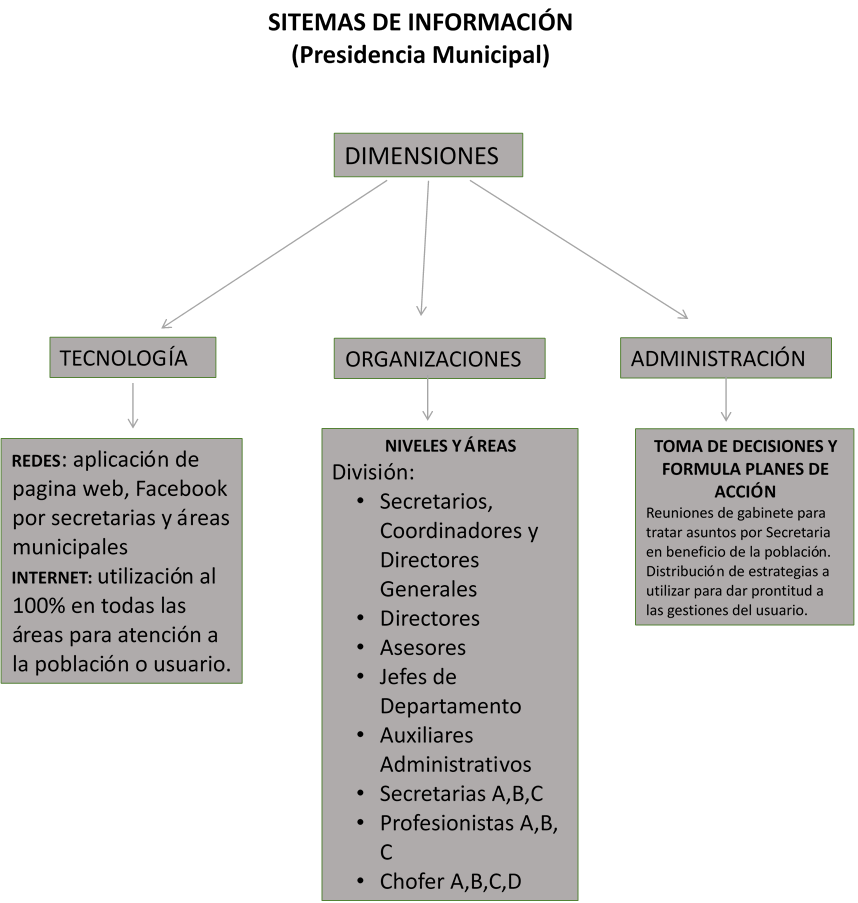 SITEMAS DE INFORMACIÓN
(Presidencia Municipal)
DIMENSIONES
TECNOLOGÍA
REDES: aplicación de
pagina web, Facebook
por secretarias y áreas
municipales
INTERNET: utilización al
100% en todas las
áreas para atención a
la población o usuario.
ORGANIZACIONES
NIVELES Y ÁREAS
División:
• Secretarios,
Coordinadores y
Directores
Generales
• Directores
• Asesores
• Jefes de
Departamento
• Auxiliares
Administrativos
• Secretarias A,B,C
• Profesionistas A,B,
C
• Chofer A,B,C,D
ADMINISTRACIÓN
TOMA DE DECISIONES Y
FORMULA PLANES DE
ACCIÓN
Reuniones de gabinete para
tratar asuntos por Secretaria
en beneficio de la población.
Distribución de estrategias a
utilizar para dar prontitud a
las gestiones del usuario.